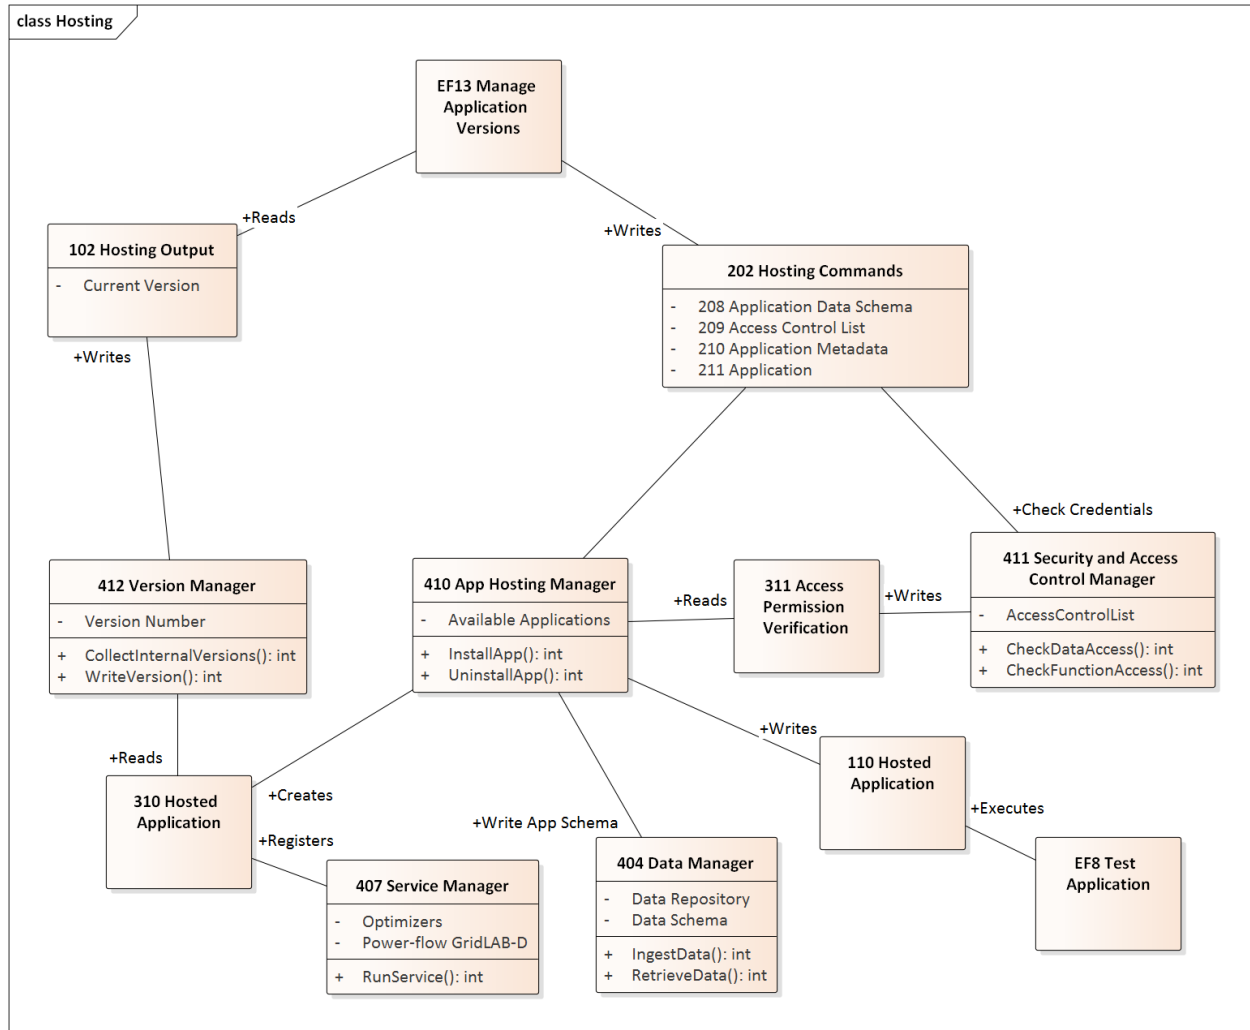 class Hosting
EF13 Manage
Application
Versions
+Reads
+Writes
102 Hosting Output
- Current Version
202 Hosting Commands
- 208 Application Data Schema
- 209 Access Control List
- 210 Application Metadata
- 211 Application
+Writes
+Check Credentials
412 Version Manager
- Version Number
+ CollectInternalVersions(): int
+ WriteVersion(): int
410 App Hosting Manager
- Available Applications
+ InstallApp(): int
+ UninstallApp(): int
+Reads
311 Access
Permission
Verification
+Writes
411 Security and Access
Control Manager
- AccessControlList
+ CheckDataAccess(): int
+ CheckFunctionAccess(): int
+Reads
310 Hosted
Application
+Creates
+Registers
+Write App Schema
+Writes
110 Hosted
Application
+Executes
407 Service Manager
- Optimizers
- Power-flow GridLAB-D
+ RunService(): int
404 Data Manager
- Data Repository
- Data Schema
+ IngestData(): int
+ RetrieveData(): int
EF8 Test
Application